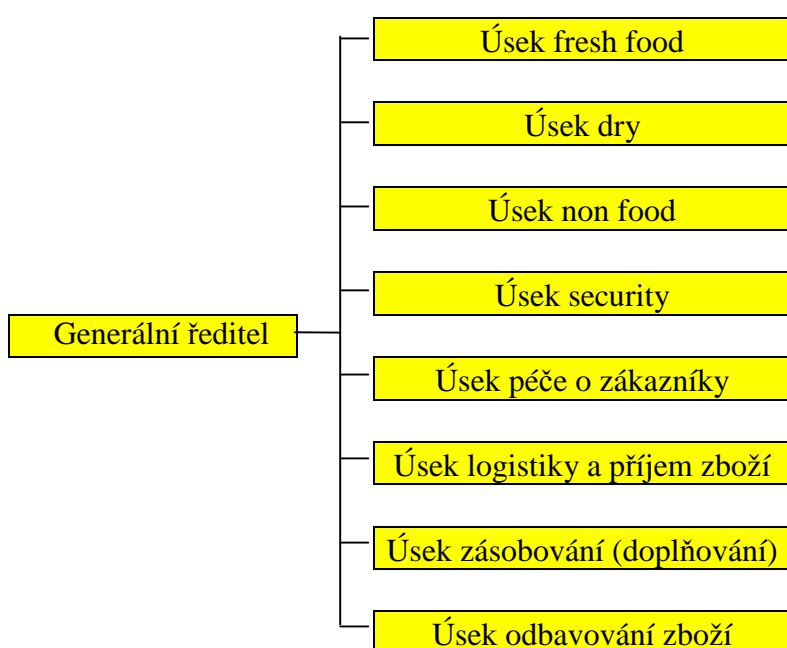 Úsek fresh food
Úsek dry
Úsek non food
Úsek security
Generální ředitel
Úsek péče o zákazníky
Úsek logistiky a příjem zboží
Úsek zásobování (doplňování)
Úsek odbavování zboží